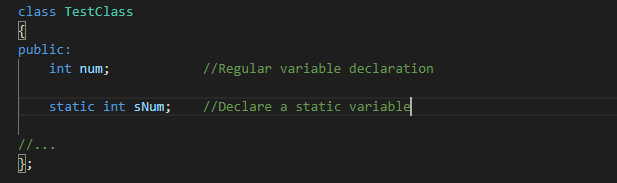 class TestClass
{
public:
    int num;            //Regular variable declaration
    static int sNum;    //Declare a static variable
//...
};